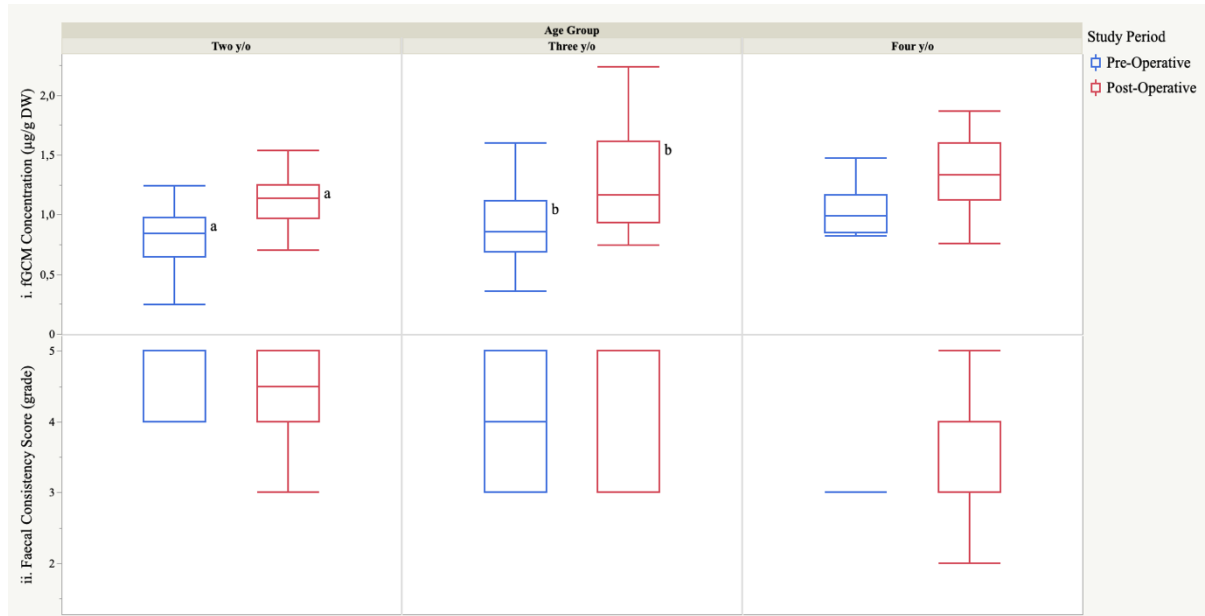 Age Group
Two y/o
Three y/o
Four y/o
Study Period
Pre-Operative
Post-Operative
i. fGCM Concentration (µg/g DW)
2,0
1,5
1,0
0,5
0
a
a
b
b
ii. Faecal Consistency Score (grade)
5
4
3
2